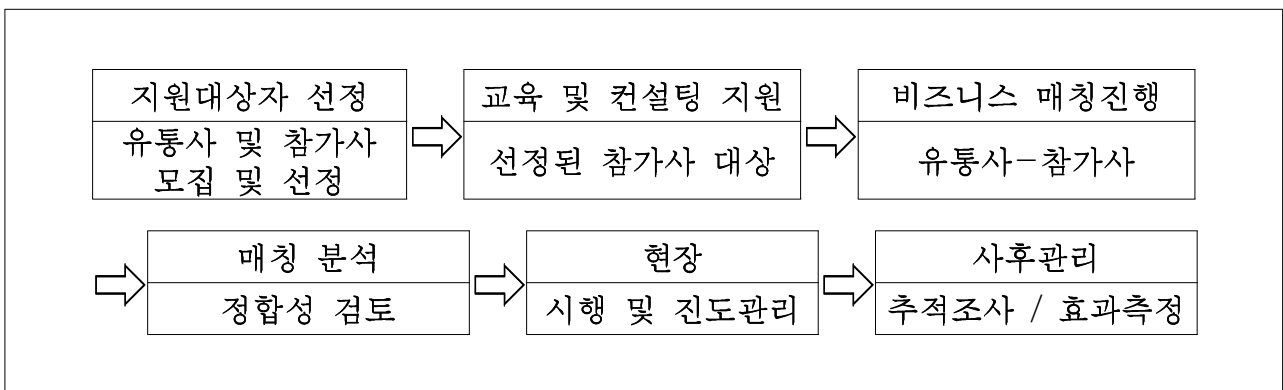 지원대상자 선정
유통사 및 참가사
모집 및 선정
교육 및 컨설팅 지원
선정된 참가사 대상
비즈니스 매칭진행
유통사-참가사
매칭 분석
정합성 검토
현장
시행 및 진도관리
사후관리
추적조사 / 효과측정